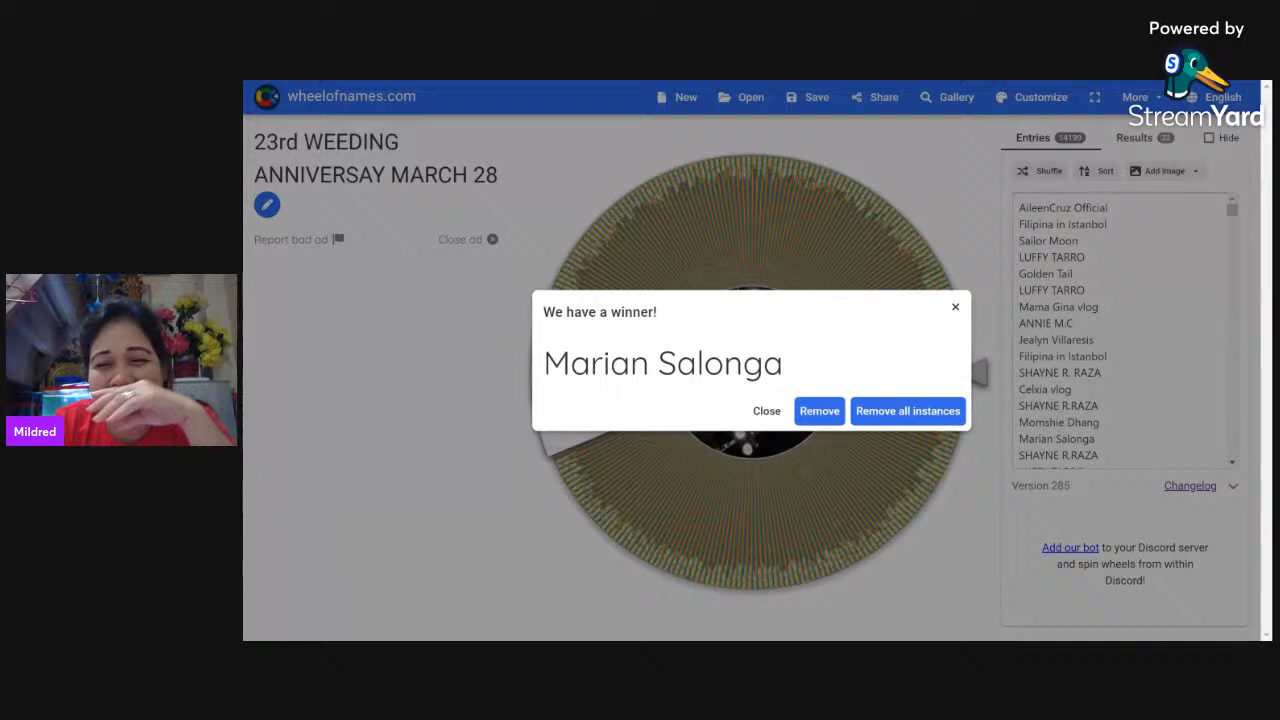 Powered by
StreamYard
wheelofnames.com
New
Open
Save
Share
Gallery
Customize
More
English
23rd WEEDING
ANNIVERSAY MARCH 28
Report bad ad
Close ad
Entries 14199
Results 32
Hide
Shuffle
Sort
Add image
AileenCruz Official
Filipina in Istanbol
Sailor Moon
LUFFY TARRO
Golden Tail
LUFFY TARRO
Mama Gina vlog
ANNIE M.C
Jealyn Villaresis
Filipina in Istanbol
SHAYNE R. RAZA
Celxia vlog
SHAYNE R.RAZA
Momshie Dhang
Marian Salonga
SHAYNE R.RAZA
Version 285
Changelog
Add our bot to your Discord server
and spin wheels from within
Discord!
We have a winner!
Marian Salonga
Close
Remove
Remove all instances
Mildred